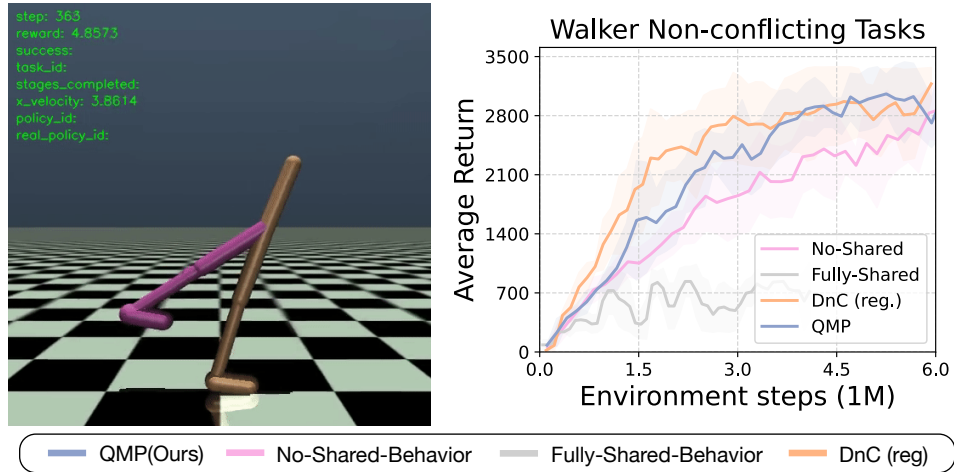 step: 363
reward: 4.8573
success:
task_id:
stages_completed:
x_velocity: 3.8614
policy_id:
real_policy_id:
Walker Non-conflicting Tasks
Average Return
3500
2800
2100
1400
700
0
0.0 1.5 3.0 4.5 6.0
Environment steps (1M)
No-Shared
Fully-Shared
DnC (reg.)
QMP
QMP(Ours) No-Shared-Behavior Fully-Shared-Behavior DnC (reg)